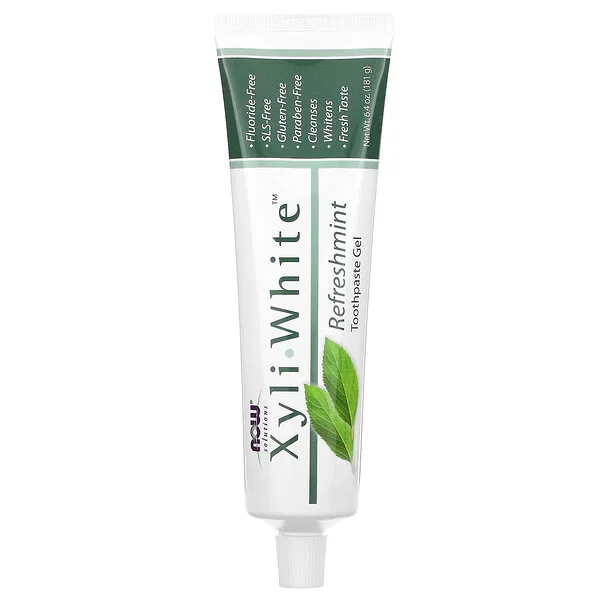 • Fluoride-Free
• SLS-Free
• Gluten-Free
• Paraben-Free
• Cleanses
• Whitens
• Fresh Taste
Net Wt. 6.4 oz. (181 g)
now®
solutions
Xyli•White™
Refreshmint
Toothpaste Gel